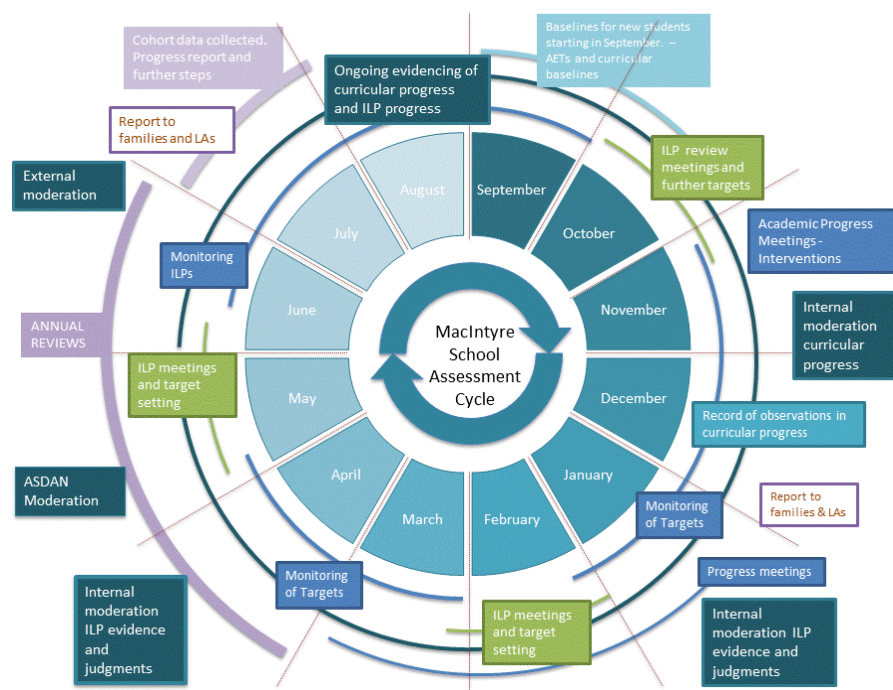 Cohort data collected.
Progress report and
further steps
Ongoing evidencing of
curricular progress
and ILP progress
Baselines for new students
starting in September. –
AETs and curricular
baselines
Report to
families and LAs
External
moderation
ILP review
meetings and
further targets
Academic Progress
Meetings -
Interventions
Monitoring
ILPs
August
September
July
October
June
November
Internal
moderation
curricular
progress
ANNUAL
REVIEWS
MacIntyre
School
Assessment
Cycle
ILP meetings
and target
setting
May
December
Record of observations in
curricular progress
ASDAN
Moderation
April
January
Monitoring
of Targets
Report to
families & LAs
March
February
Monitoring
of Targets
Progress meetings
Internal
moderation
ILP evidence
and
judgments
ILP meetings
and target
setting
Internal
moderation ILP
evidence and
judgments